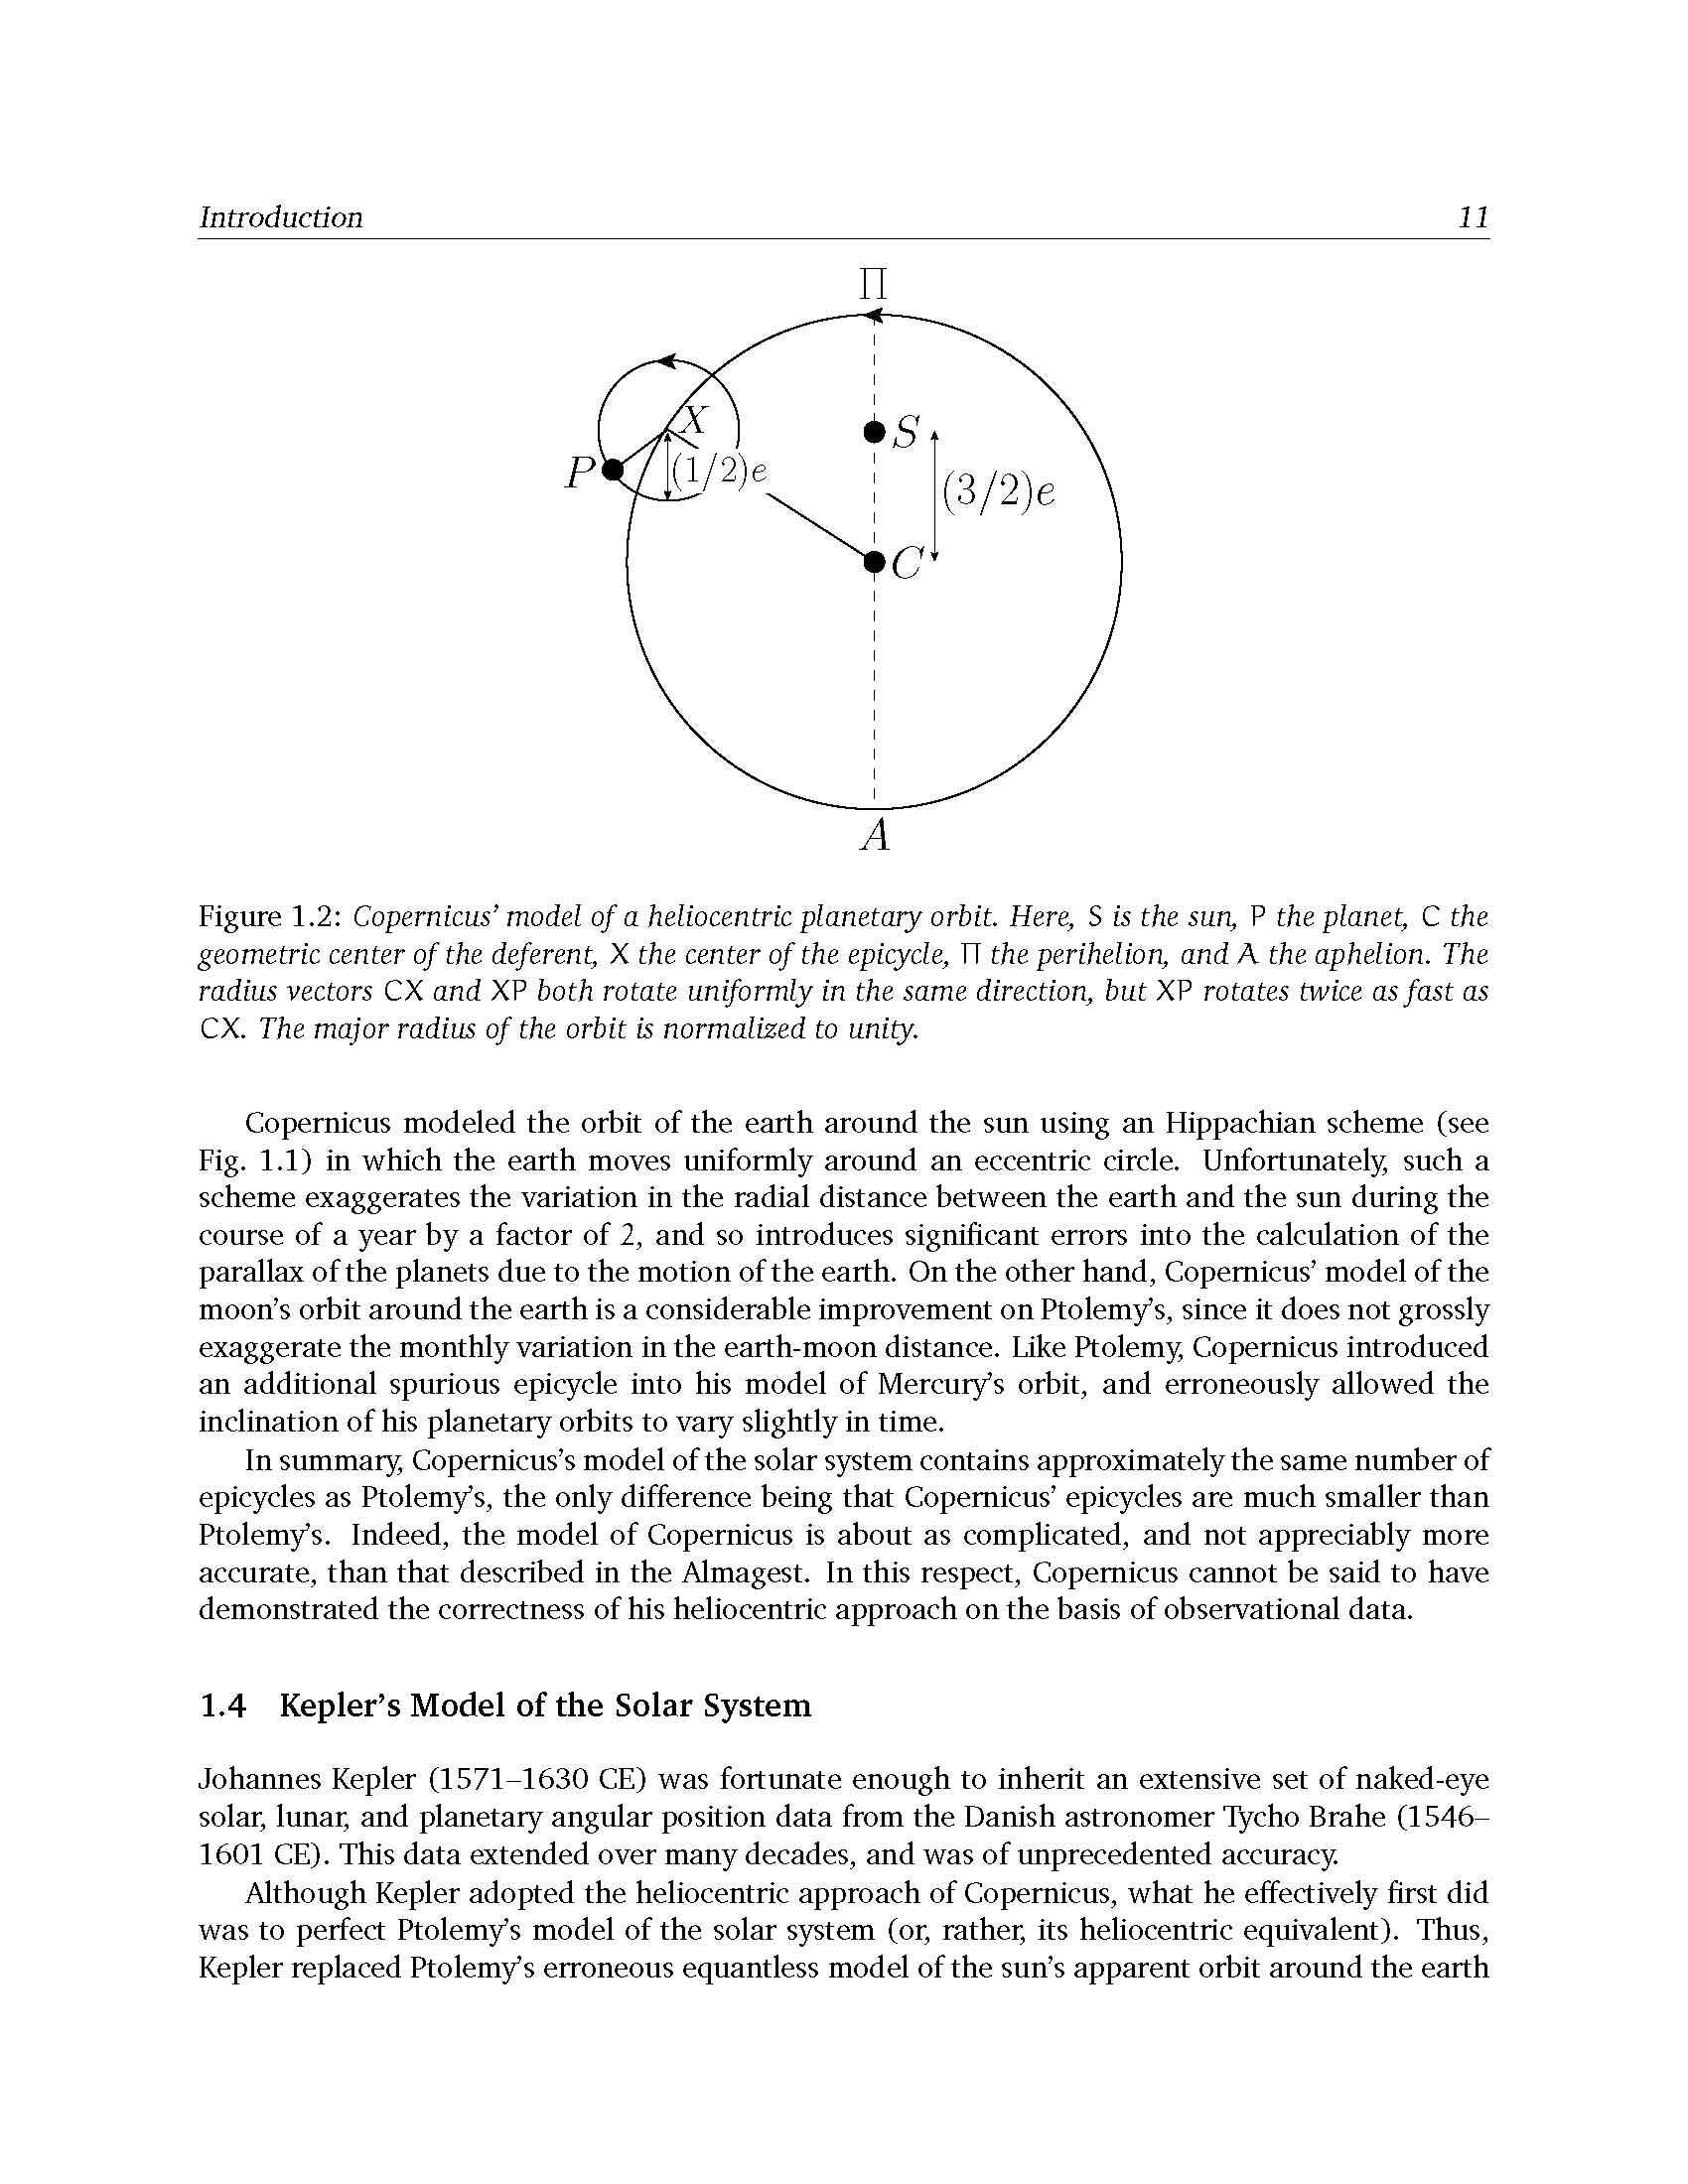 Introduction 11
Π
X
S
P
(1/2)e
(3/2)e
C
A
Figure 1.2: Copernicus’ model of a heliocentric planetary orbit. Here, S is the sun, P the planet, C the
geometric center of the deferent, X the center of the epicycle, Π the perihelion, and A the aphelion. The
radius vectors CX and XP both rotate uniformly in the same direction, but XP rotates twice as fast as
CX. The major radius of the orbit is normalized to unity.
Copernicus modeled the orbit of the earth around the sun using an Hippachian scheme (see
Fig. 1.1) in which the earth moves uniformly around an eccentric circle. Unfortunately, such a
scheme exaggerates the variation in the radial distance between the earth and the sun during the
course of a year by a factor of 2, and so introduces significant errors into the calculation of the
parallax of the planets due to the motion of the earth. On the other hand, Copernicus’ model of the
moon’s orbit around the earth is a considerable improvement on Ptolemy’s, since it does not grossly
exaggerate the monthly variation in the earth-moon distance. Like Ptolemy, Copernicus introduced
an additional spurious epicycle into his model of Mercury’s orbit, and erroneously allowed the
inclination of his planetary orbits to vary slightly in time.
In summary, Copernicus’s model of the solar system contains approximately the same number of
epicycles as Ptolemy’s, the only difference being that Copernicus’ epicycles are much smaller than
Ptolemy’s. Indeed, the model of Copernicus is about as complicated, and not appreciably more
accurate, than that described in the Almagest. In this respect, Copernicus cannot be said to have
demonstrated the correctness of his heliocentric approach on the basis of observational data.
1.4 Kepler’s Model of the Solar System
Johannes Kepler (1571–1630 CE) was fortunate enough to inherit an extensive set of naked-eye
solar, lunar, and planetary angular position data from the Danish astronomer Tycho Brahe (1546–
1601 CE). This data extended over many decades, and was of unprecedented accuracy.
Although Kepler adopted the heliocentric approach of Copernicus, what he effectively first did
was to perfect Ptolemy’s model of the solar system (or, rather, its heliocentric equivalent). Thus,
Kepler replaced Ptolemy’s erroneous equantless model of the sun’s apparent orbit around the earth